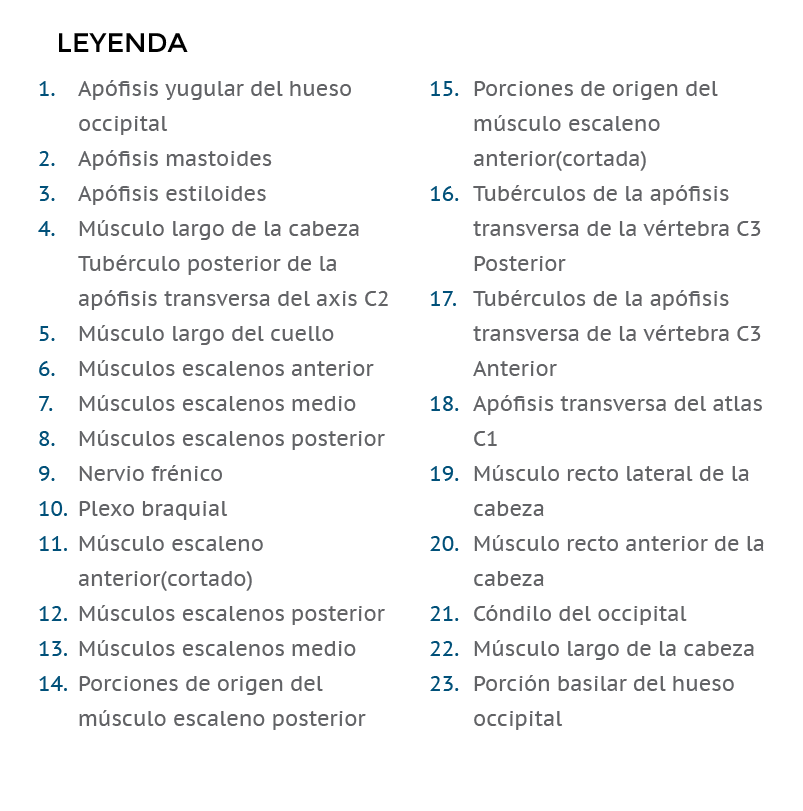 LEYENDA
1. Apófisis yugular del hueso
occipital
2. Apófisis mastoides
3. Apófisis estiloides
4. Músculo largo de la cabeza
Tubérculo posterior de la
apófisis transversa del axis C2
5. Músculo largo del cuello
6. Músculos escalenos anterior
7. Músculos escalenos medio
8. Músculos escalenos posterior
9. Nervio frénico
10. Plexo braquial
11. Músculo escaleno
anterior(cortado)
12. Músculos escalenos posterior
13. Músculos escalenos medio
14. Porciones de origen del
músculo escaleno posterior
15. Porciones de origen del
músculo escaleno
anterior(cortada)
16. Tubérculos de la apófisis
transversa de la vértebra C3
Posterior
17. Tubérculos de la apófisis
transversa de la vértebra C3
Anterior
18. Apófisis transversa del atlas
C1
19. Músculo recto lateral de la
cabeza
20. Músculo recto anterior de la
cabeza
21. Cóndilo del occipital
22. Músculo largo de la cabeza
23. Porción basilar del hueso
occipital